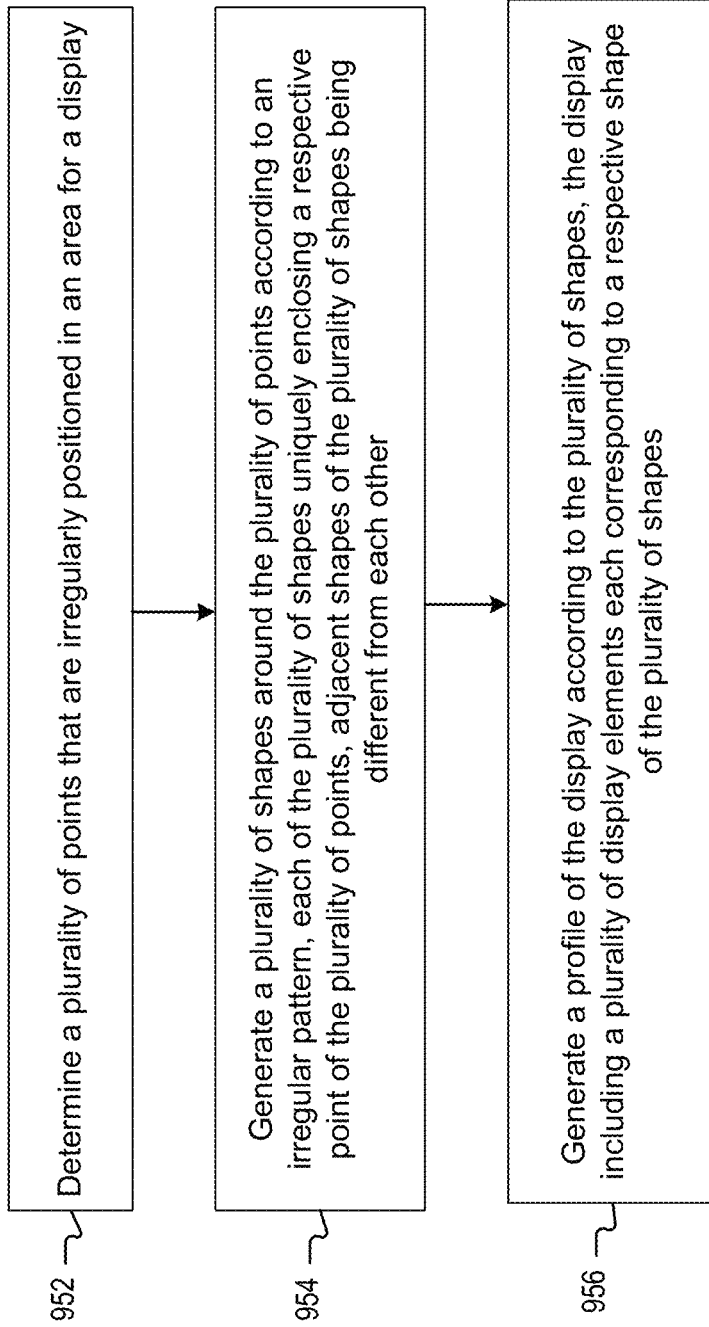 952
Determine a plurality of points that are irregularly positioned in an area for a display
954
Generate a plurality of shapes around the plurality of points according to an
irregular pattern, each of the plurality of shapes uniquely enclosing a respective
point of the plurality of points, adjacent shapes of the plurality of shapes being
different from each other
956
Generate a profile of the display according to the plurality of shapes, the display
including a plurality of display elements each corresponding to a respective shape
of the plurality of shapes